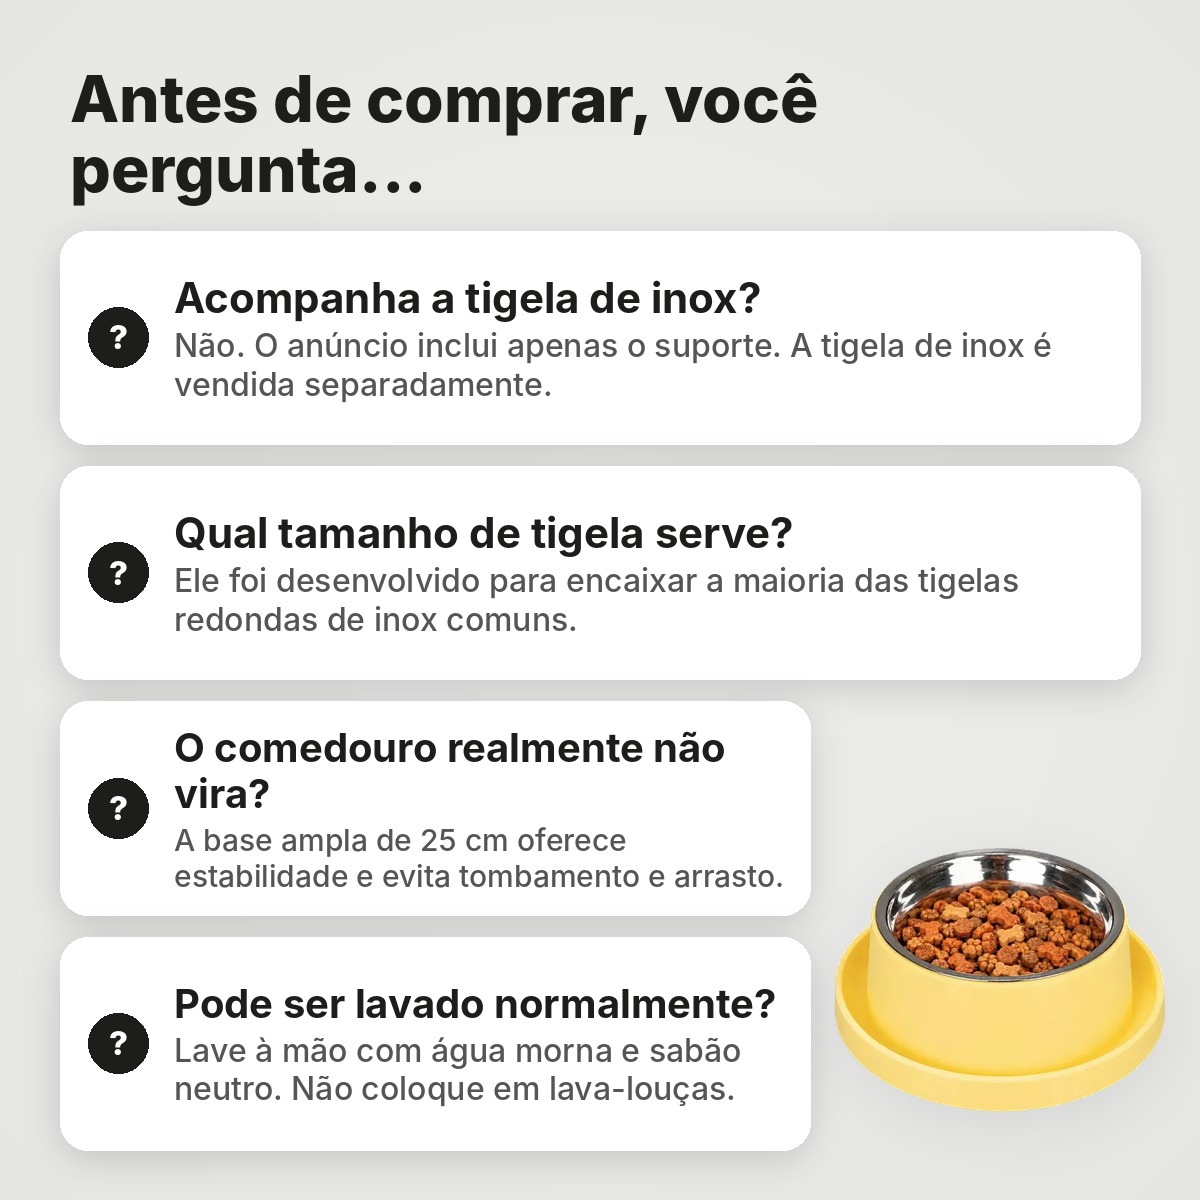 Antes de comprar, você
pergunta...
?
Acompanha a tigela de inox?
Não. O anúncio inclui apenas o suporte. A tigela de inox é
vendida separadamente.
?
Qual tamanho de tigela serve?
Ele foi desenvolvido para encaixar a maioria das tigelas
redondas de inox comuns.
?
O comedouro realmente não
vira?
A base ampla de 25 cm oferece
estabilidade e evita tombamento e arrasto.
?
Pode ser lavado normalmente?
Lave à mão com água morna e sabão
neutro. Não coloque em lava-louças.